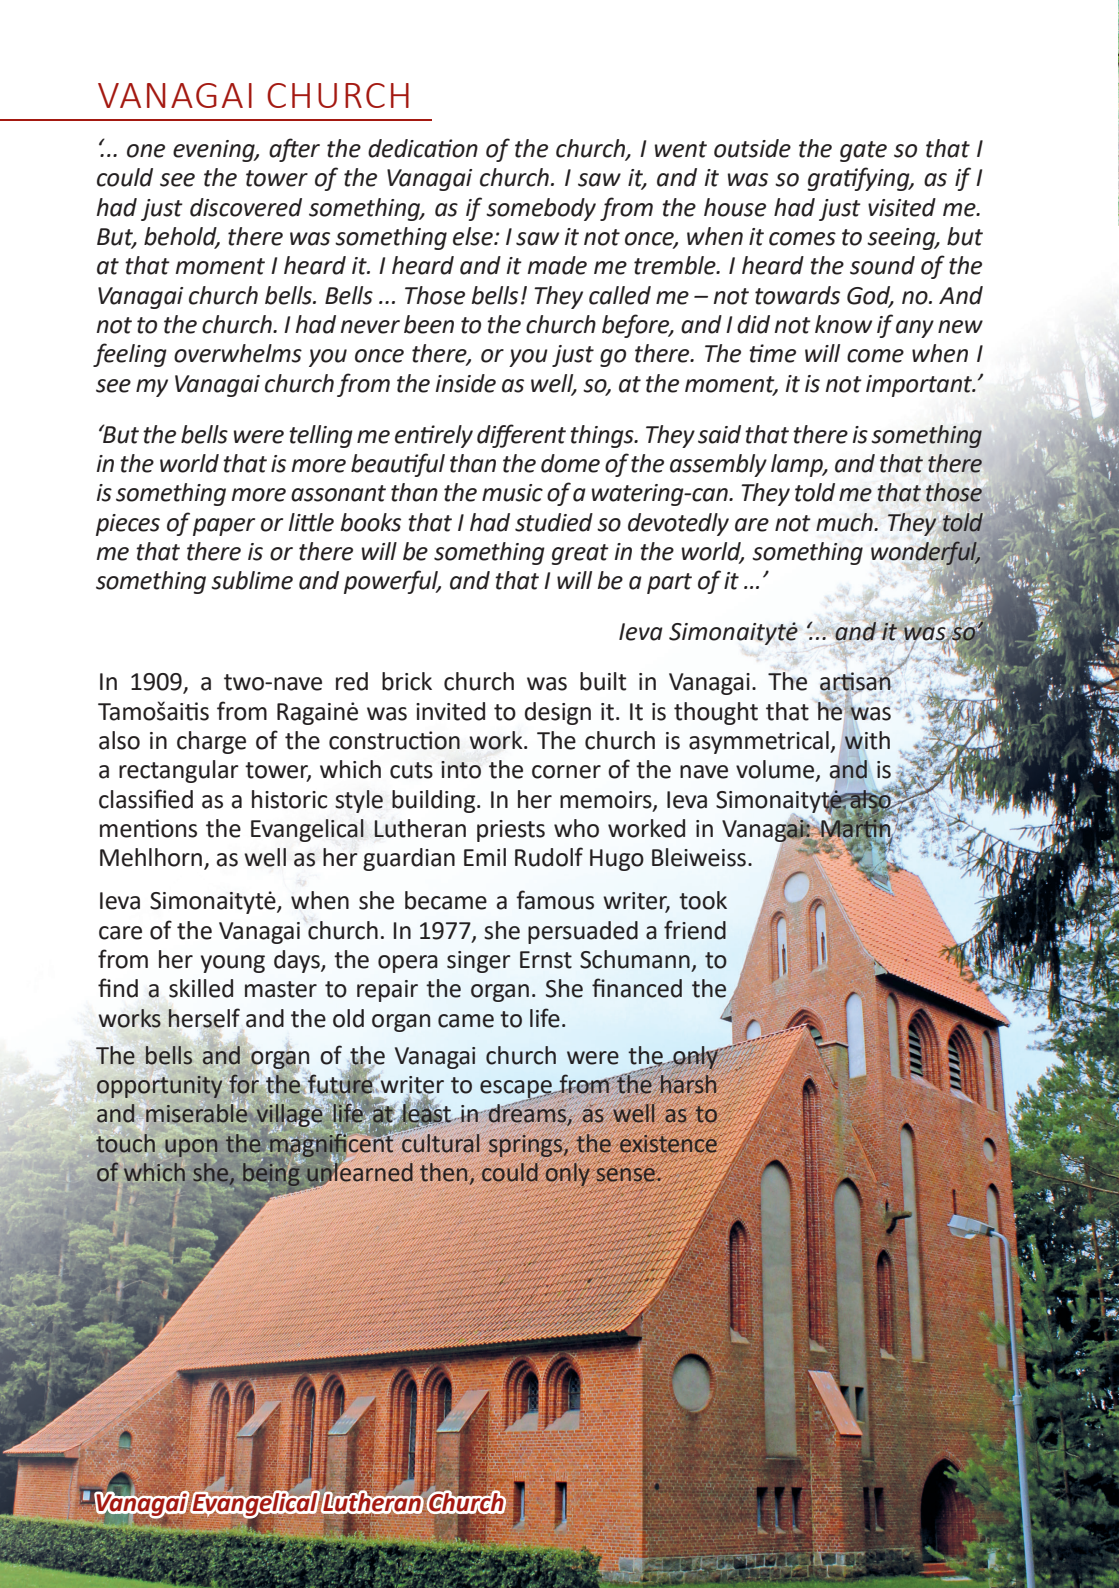 VANAGAI CHURCH
‘... one evening, after the dedication of the church, I went outside the gate so that I
could see the tower of the Vanagai church. I saw it, and it was so gratifying, as if I
had just discovered something, as if somebody from the house had just visited me.
But, behold, there was something else: I saw it not once, when it comes to seeing, but
at that moment I heard it. I heard and it made me tremble. I heard the sound of the
Vanagai church bells. Bells ... Those bells! They called me – not towards God, no. And
not to the church. I had never been to the church before, and I did not know if any new
feeling overwhelms you once there, or you just go there. The time will come when I
see my Vanagai church from the inside as well, so, at the moment, it is not important.’
‘But the bells were telling me entirely different things. They said that there is something
in the world that is more beautiful than the dome of the assembly lamp, and that there
is something more assonant than the music of a watering-can. They told me that those
pieces of paper or little books that I had studied so devotedly are not much. They told
me that there is or there will be something great in the world, something wonderful,
something sublime and powerful, and that I will be a part of it ...’
Ieva Simonaitytė ‘... and it was so’
In 1909, a two-nave red brick church was built in Vanagai. The artisan
Tamošaitis from Ragainė was invited to design it. It is thought that he was
also in charge of the construction work. The church is asymmetrical, with
a rectangular tower, which cuts into the corner of the nave volume, and is
classified as a historic style building. In her memoirs, Ieva Simonaitytė also
mentions the Evangelical Lutheran priests who worked in Vanagai: Martin
Mehlhorn, as well as her guardian Emil Rudolf Hugo Bleiweiss.
Ieva Simonaitytė, when she became a famous writer, took
care of the Vanagai church. In 1977, she persuaded a friend
from her young days, the opera singer Ernst Schumann, to
find a skilled master to repair the organ. She financed the
works herself and the old organ came to life.
The bells and organ of the Vanagai church were the only
opportunity for the future writer to escape from the harsh
and miserable village life at least in dreams, as well as to
touch upon the magnificent cultural springs, the existence
of which she, being unlearned then, could only sense.
Vanagai Evangelical Lutheran Church